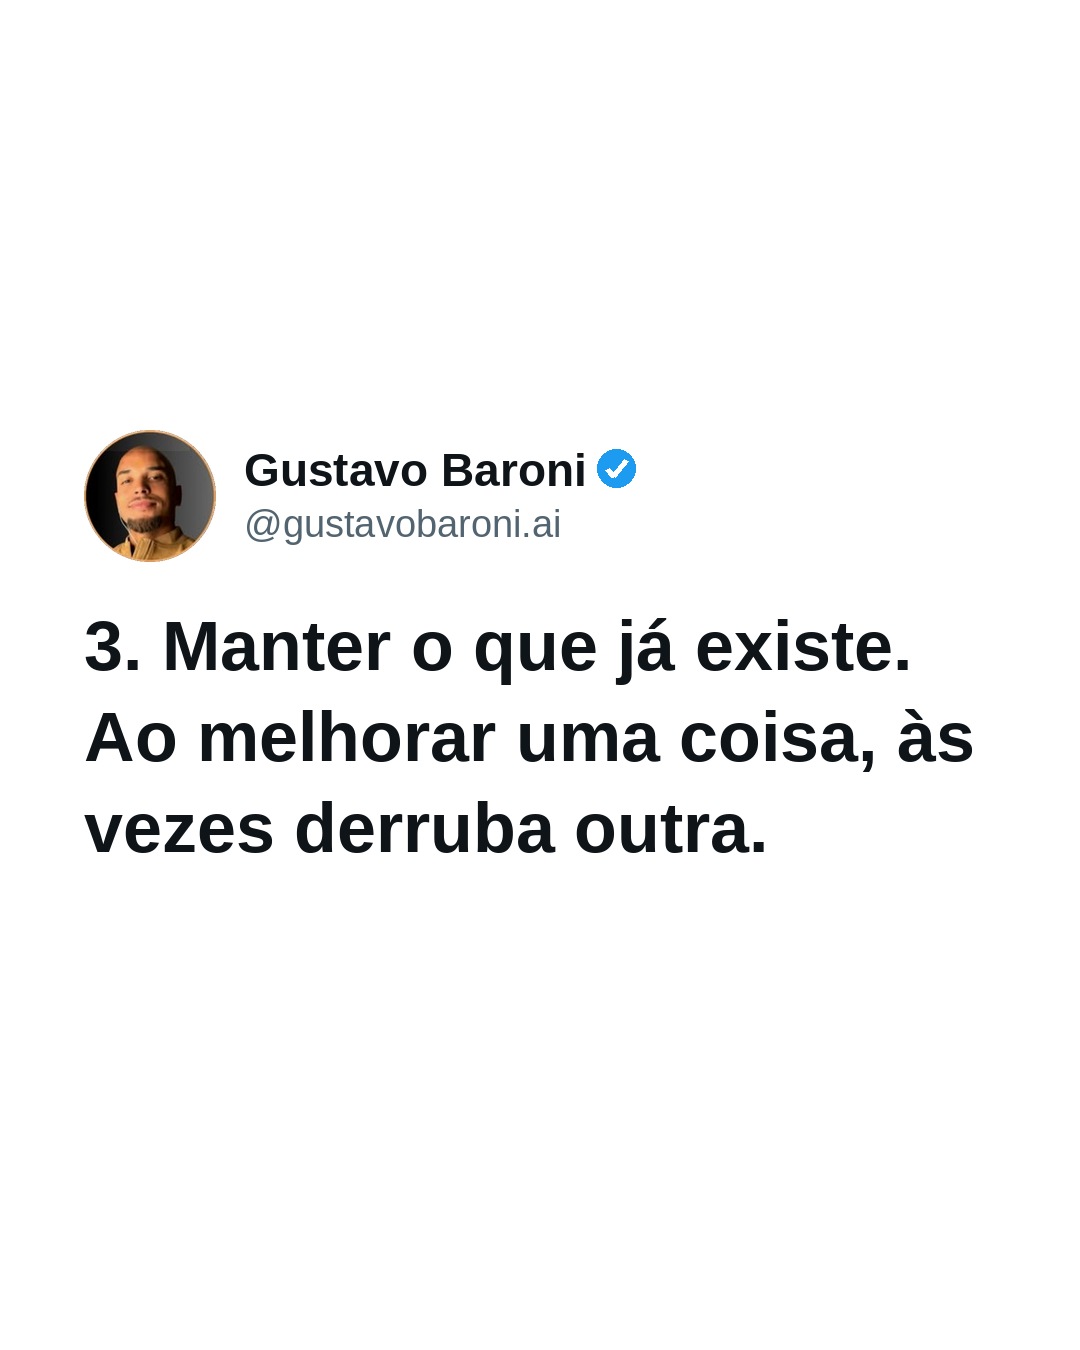 Gustavo Baroni
@gustavobaroni.ai
3. Manter o que já existe.
Ao melhorar uma coisa, às
vezes derruba outra.